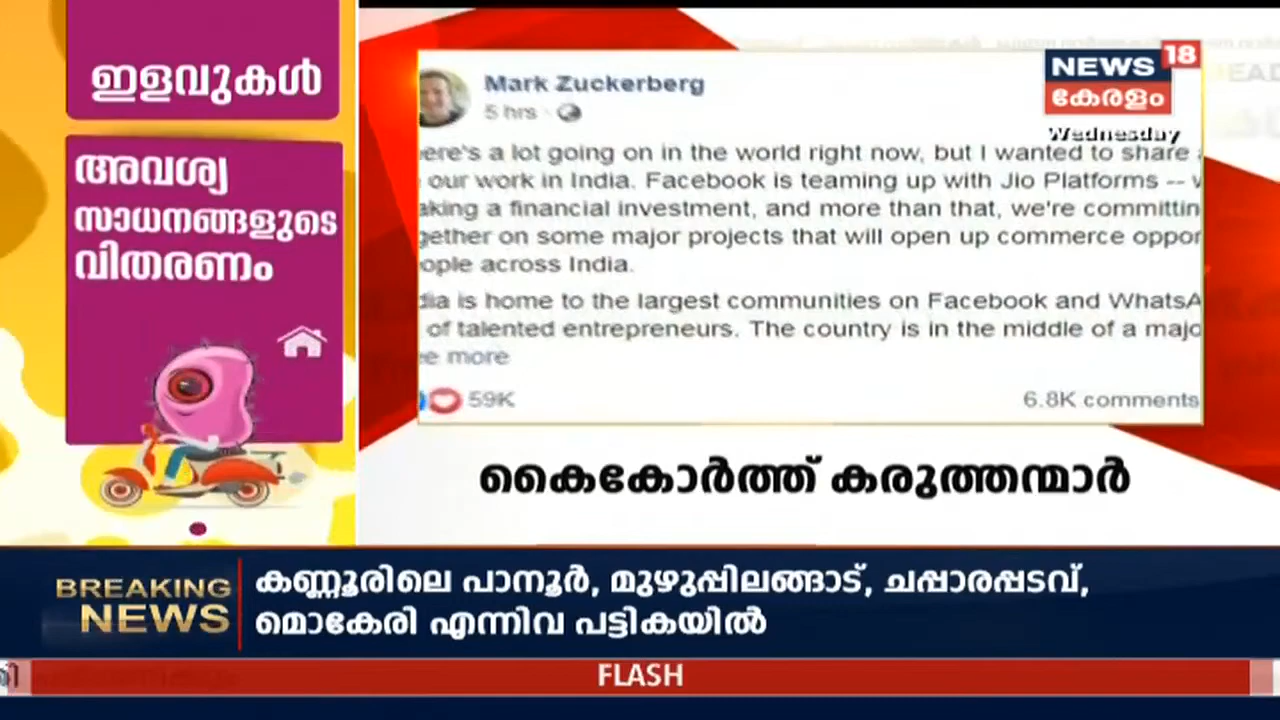 ഇളവുകൾ
അവശ്യ
സാധനങ്ങളുടെ
വിതരണം
NEWS 18
കേരളം
Wednesday
Mark Zuckerberg
5 hrs
ere's a lot going on in the world right now, but I wanted to share
our work in India. Facebook is teaming up with Jio Platforms -- w
aking a financial investment, and more than that, we're committin
gether on some major projects that will open up commerce oppor
ople across India.
dia is home to the largest communities on Facebook and WhatsA
of talented entrepreneurs. The country is in the middle of a majo
ee more
59K 6.8K comments
കൈകോർത്ത് കരുത്തന്മാർ
BREAKING
NEWS
കണ്ണൂരിലെ പാനൂർ, മുഴുപ്പിലങ്ങാട്, ചപ്പാരപ്പടവ്,
മൊകേരി എന്നിവ പട്ടികയിൽ
FLASH